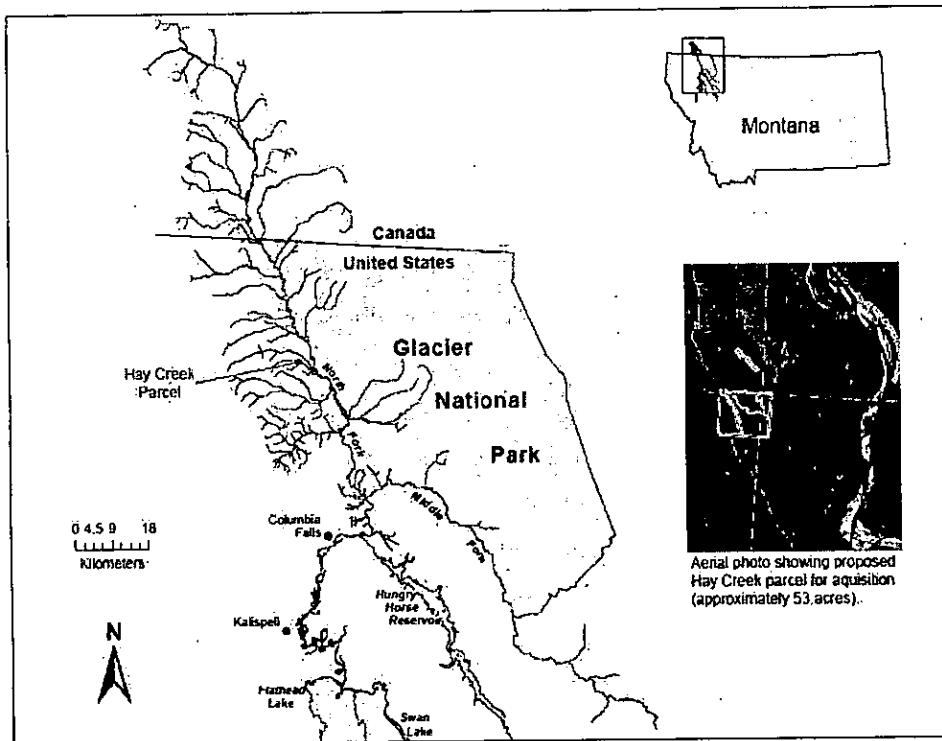 Montana
Canada
United States
Glacier
National
Park
Hay Creek
Parcel
North
Fork
Middle
Fork
Columbia
Falls
0 4.5 9 18
Kilometers
Hungry
Horse
Reservoir
Kalispell
N
Flathead
Lake
Swan
Lake
Aerial photo showing proposed
Hay Creek parcel for aquisition
(approximately 53 acres).